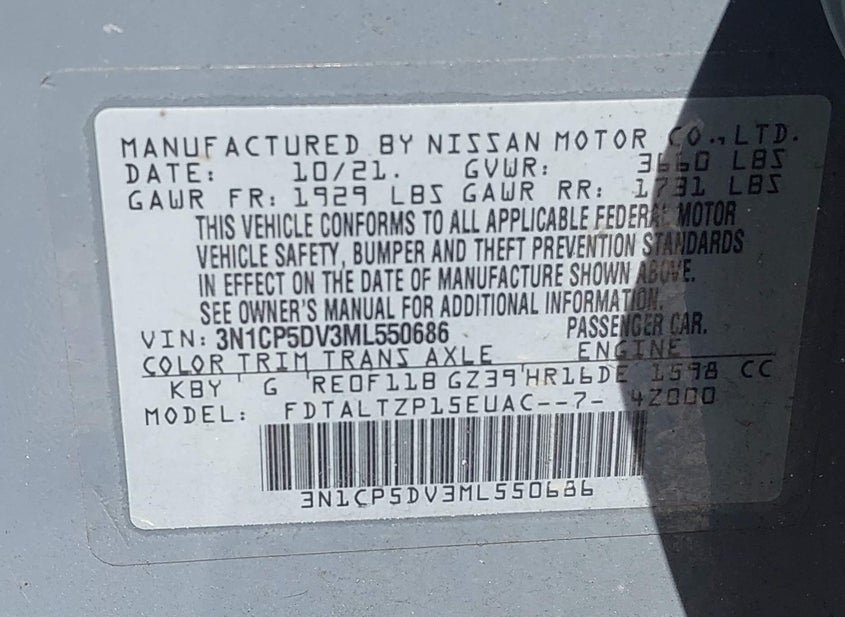 MANUFACTURED BY NISSAN MOTOR CO., LTD.
DATE: 10/21. GVWR: 3660 LBS
GAWR FR: 1929 LBS GAWR RR: 1731 LBS
THIS VEHICLE CONFORMS TO ALL APPLICABLE FEDERAL MOTOR
VEHICLE SAFETY, BUMPER AND THEFT PREVENTION STANDARDS
IN EFFECT ON THE DATE OF MANUFACTURE SHOWN ABOVE.
SEE OWNER'S MANUAL FOR ADDITIONAL INFORMATION.
VIN: 3N1CP5DV3ML550686 PASSENGER CAR.
COLOR TRIM TRANS AXLE ENGINE
KBY G RE0F11B GZ39 HR16DE 1598 CC
MODEL: FDTALTZP15EUAC--7- 4Z000
3N1CP5DV3ML550686